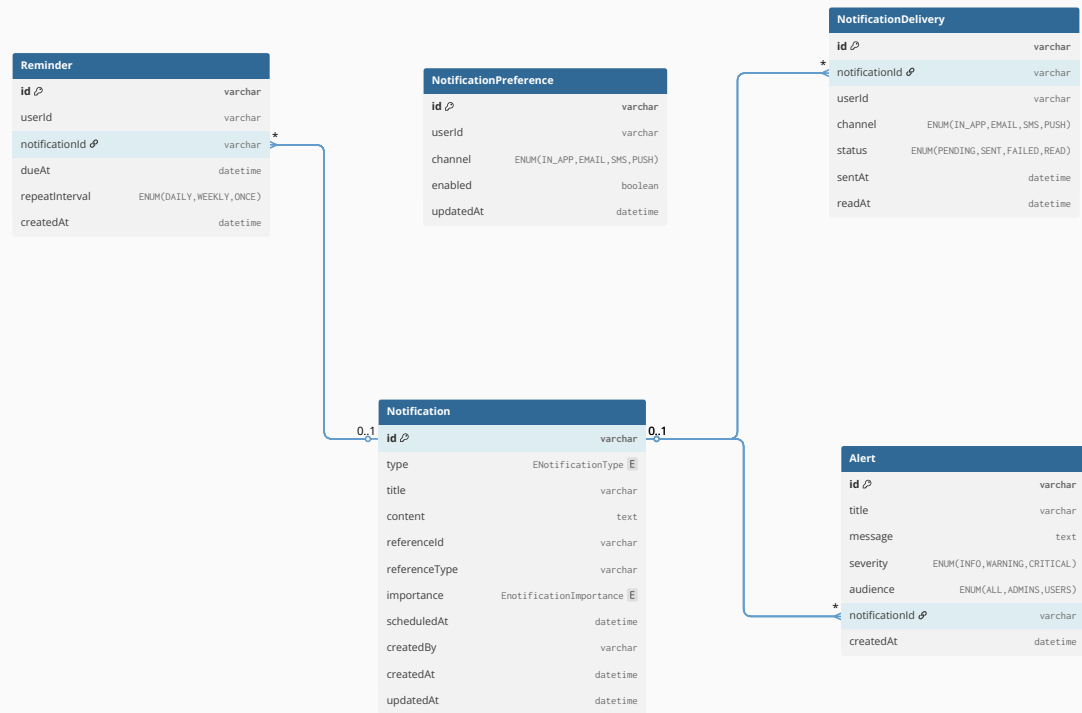 Reminder
id varchar
userId varchar
notificationId varchar
dueAt datetime
repeatInterval ENUM(DAILY,WEEKLY,ONCE)
createdAt datetime
*
NotificationPreference
id varchar
userId varchar
channel ENUM(IN_APP,EMAIL,SMS,PUSH)
enabled boolean
updatedAt datetime
NotificationDelivery
id varchar
notificationId varchar
userId varchar
channel ENUM(IN_APP,EMAIL,SMS,PUSH)
status ENUM(PENDING,SENT,FAILED,READ)
sentAt datetime
readAt datetime
*
Notification
0..1
id varchar
0..1
type ENotificationType E
title varchar
content text
referenceId varchar
referenceType varchar
importance EnotificationImportance E
scheduledAt datetime
createdBy varchar
createdAt datetime
updatedAt datetime
Alert
id varchar
title varchar
message text
severity ENUM(INFO,WARNING,CRITICAL)
audience ENUM(ALL,ADMINS,USERS)
*
notificationId varchar
createdAt datetime